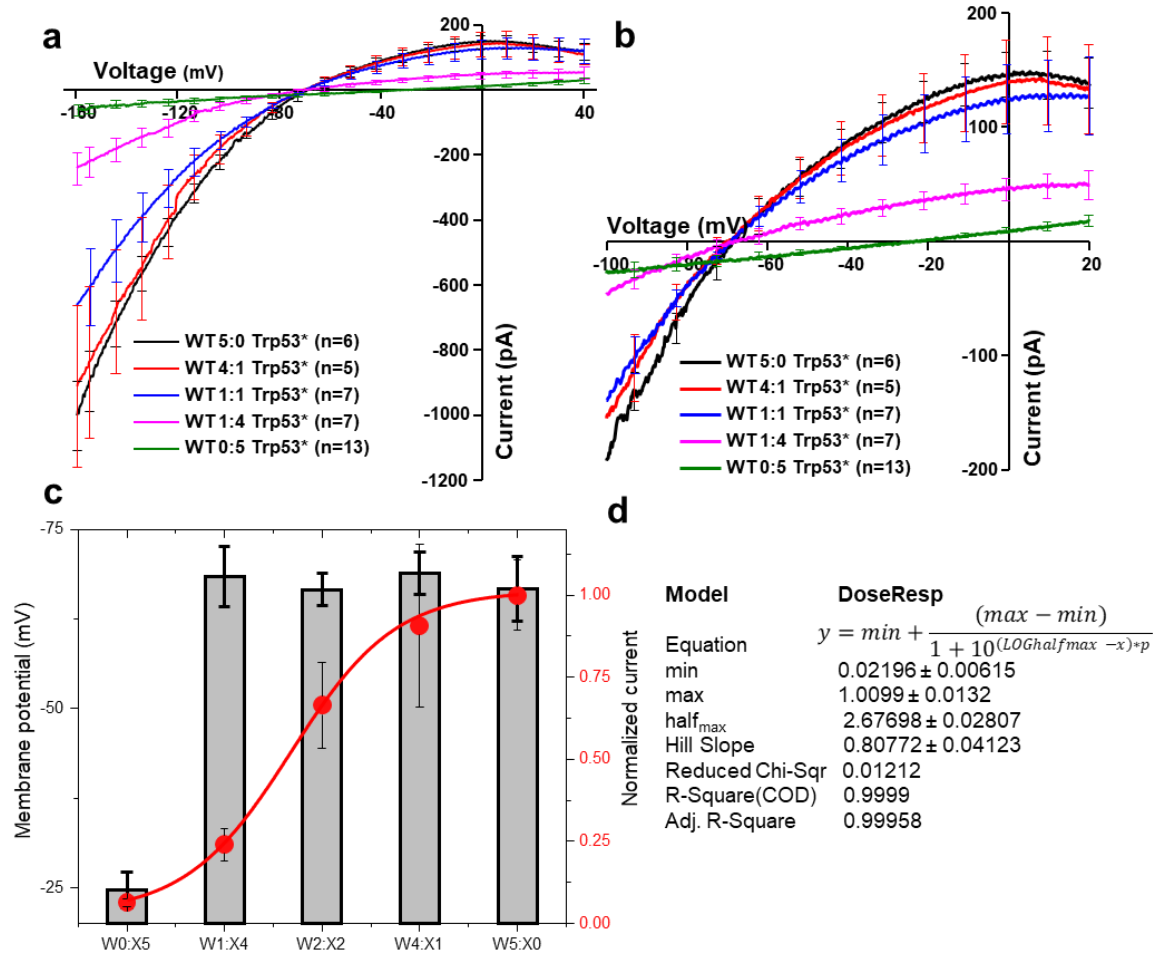 a
Voltage (mV)
200
-160
-120
-80
40
-200
-400
-600
-800
-1000
-1200
Current (pA)
WT 5:0 Trp53* (n=6)
WT 4:1 Trp53* (n=5)
WT 1:1 Trp53* (n=7)
WT 1:4 Trp53* (n=7)
WT 0:5 Trp53* (n=13)
b
200
100
Voltage (mV)
-100
-80
-60
-40
-20
20
-100
-200
Current (pA)
WT 5:0 Trp53* (n=6)
WT 4:1 Trp53* (n=5)
WT 1:1 Trp53* (n=7)
WT 1:4 Trp53* (n=7)
WT 0:5 Trp53* (n=13)
c
Membrane potential (mV)
-75
-50
-25
Normalized current
1.00
0.75
0.50
0.25
0.00
W0:X5
W1:X4
W2:X2
W4:X1
W5:X0
d
Model DoseResp
Equation y = min + (max − min) / 1 + 10^(LOGhalfmax −x)*p
min 0.02196 ± 0.00615
max 1.0099 ± 0.0132
halfmax 2.67698 ± 0.02807
Hill Slope 0.80772 ± 0.04123
Reduced Chi-Sqr 0.01212
R-Square(COD) 0.9999
Adj. R-Square 0.99958